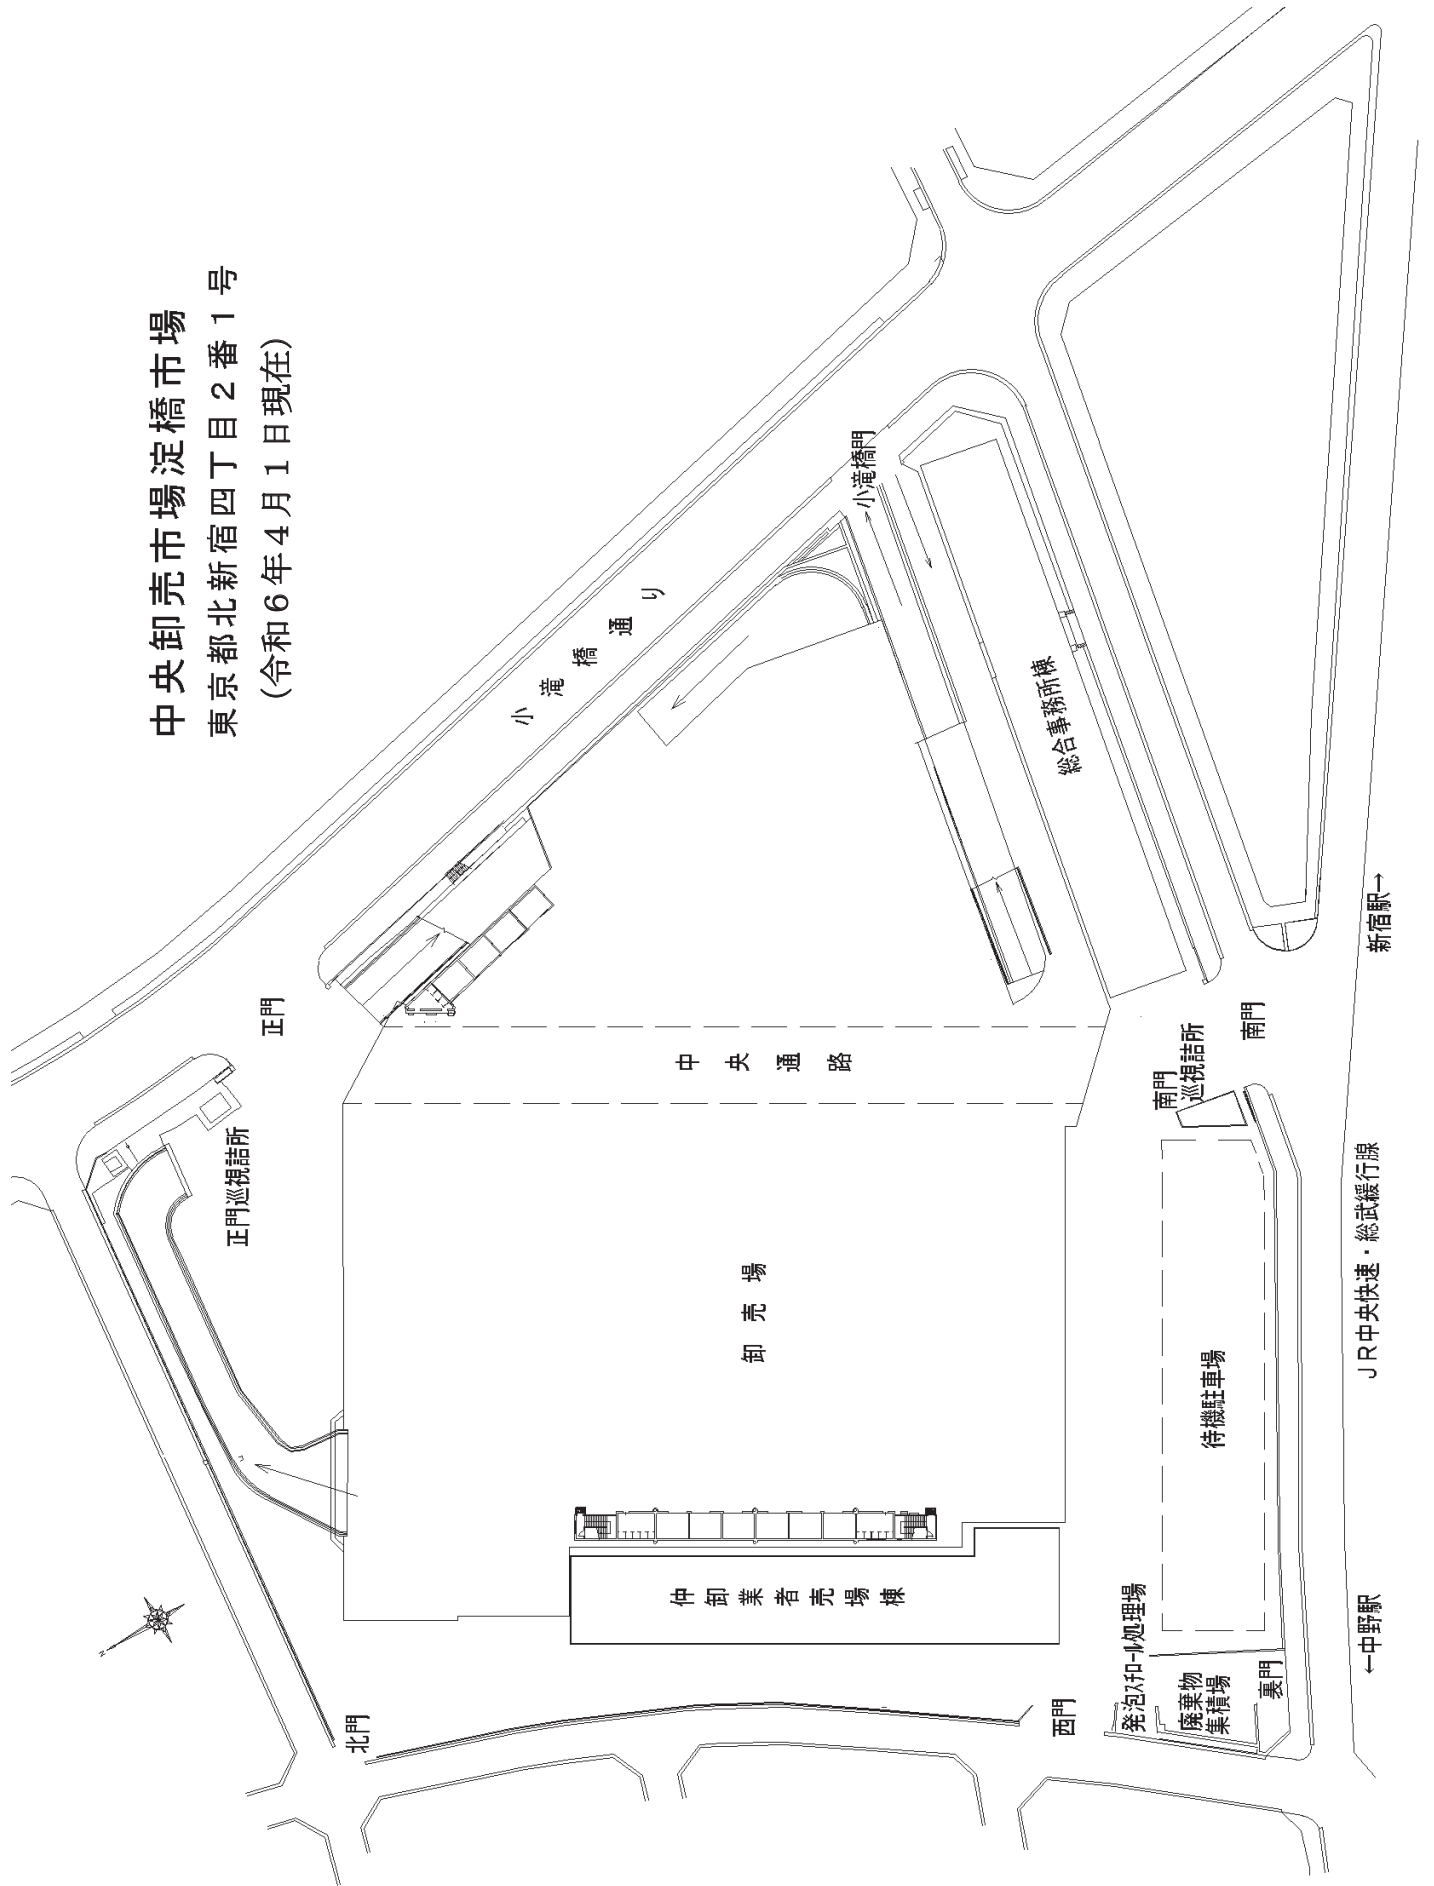 中央卸売市場淀橋市場
東京都北新宿四丁目2番1号
(令和6年4月1日現在)
小滝橋通り
小滝橋門
総合事務所棟
正門
正門巡視詰所
中央通路
南門
南門
巡視詰所
新宿駅→
卸売場
待機駐車場
JR中央快速・総武緩行線
仲卸業者売場棟
北門
西門
発泡ｽﾁﾛｰﾙ処理場
廃棄物
集積場
裏門
←中野駅
N